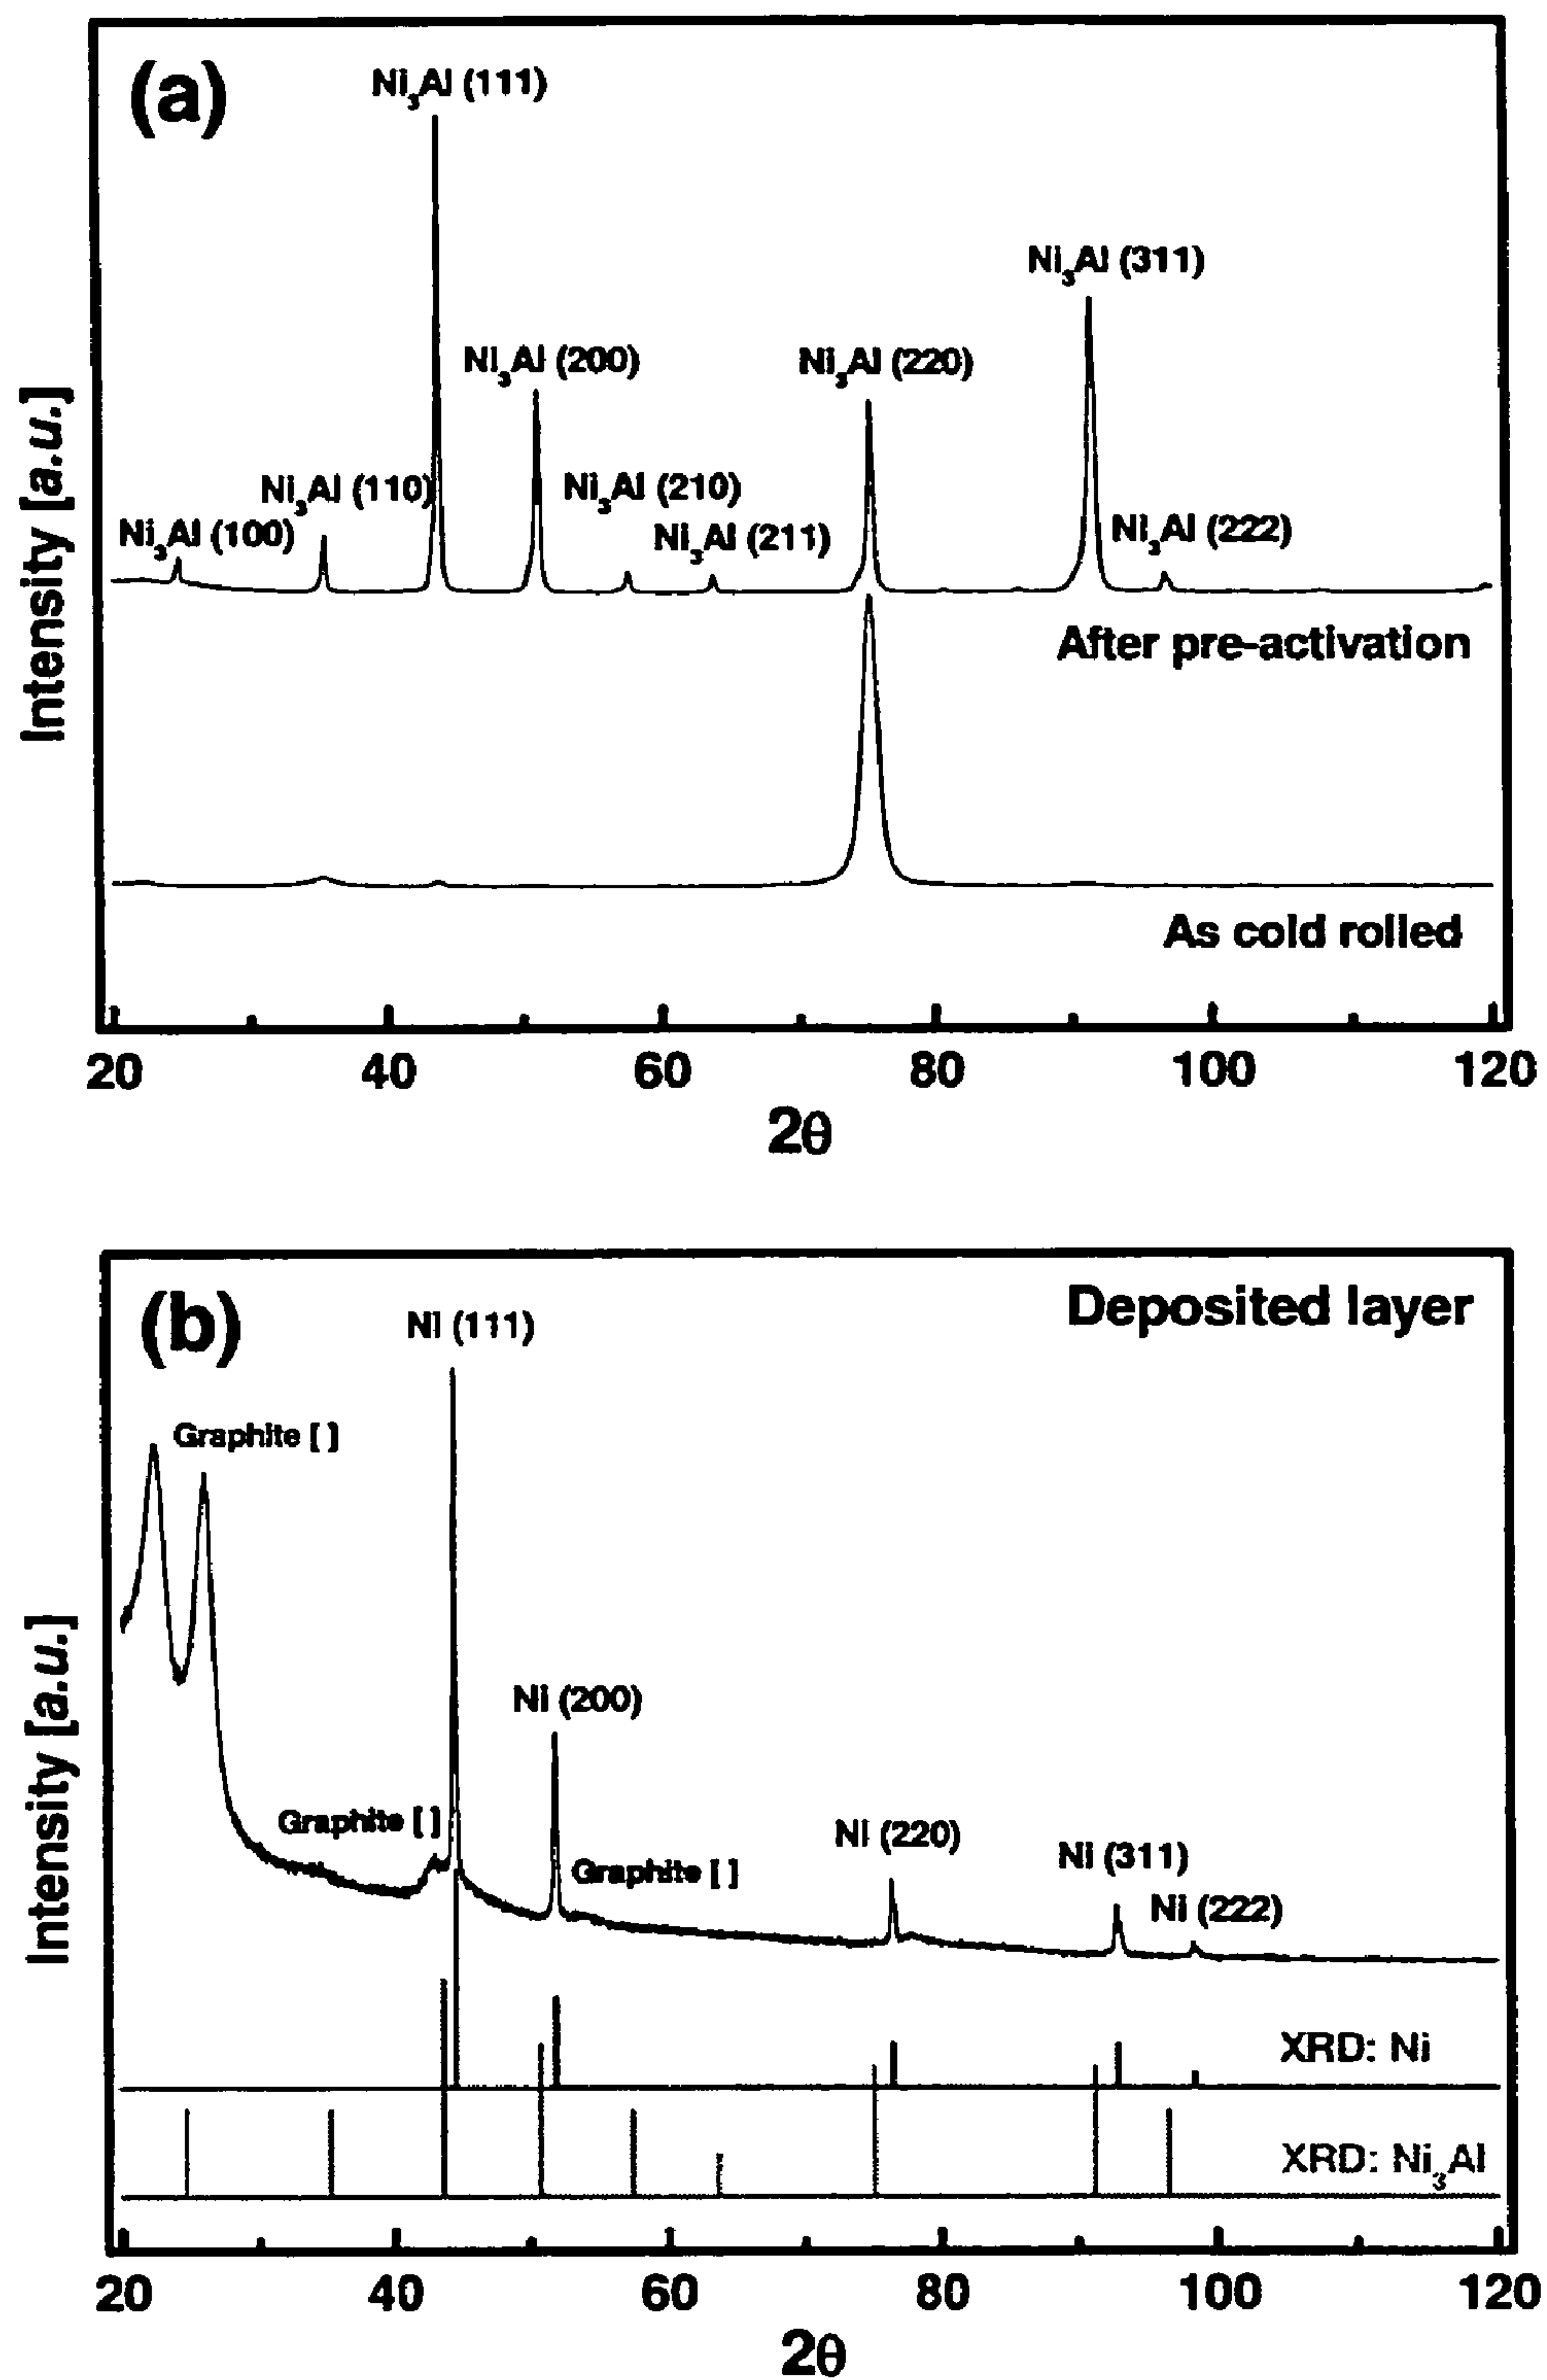 (a)
Ni3Al (111)
Ni3Al (311)
Ni3Al (200)
Ni3Al (220)
Ni3Al (110)
Ni3Al (210)
Ni3Al (100)
Ni3Al (211)
Ni3Al (222)
After pre-activation
As cold rolled
Intensity [a.u.]
20 40 60 80 100 120
2θ
(b)
Deposited layer
Ni (111)
Graphite [ ]
Ni (200)
Graphite [ ]
Ni (220)
Ni (311)
Graphite [ ]
Ni (222)
XRD: Ni
XRD: Ni3Al
Intensity [a.u.]
20 40 60 80 100 120
2θ